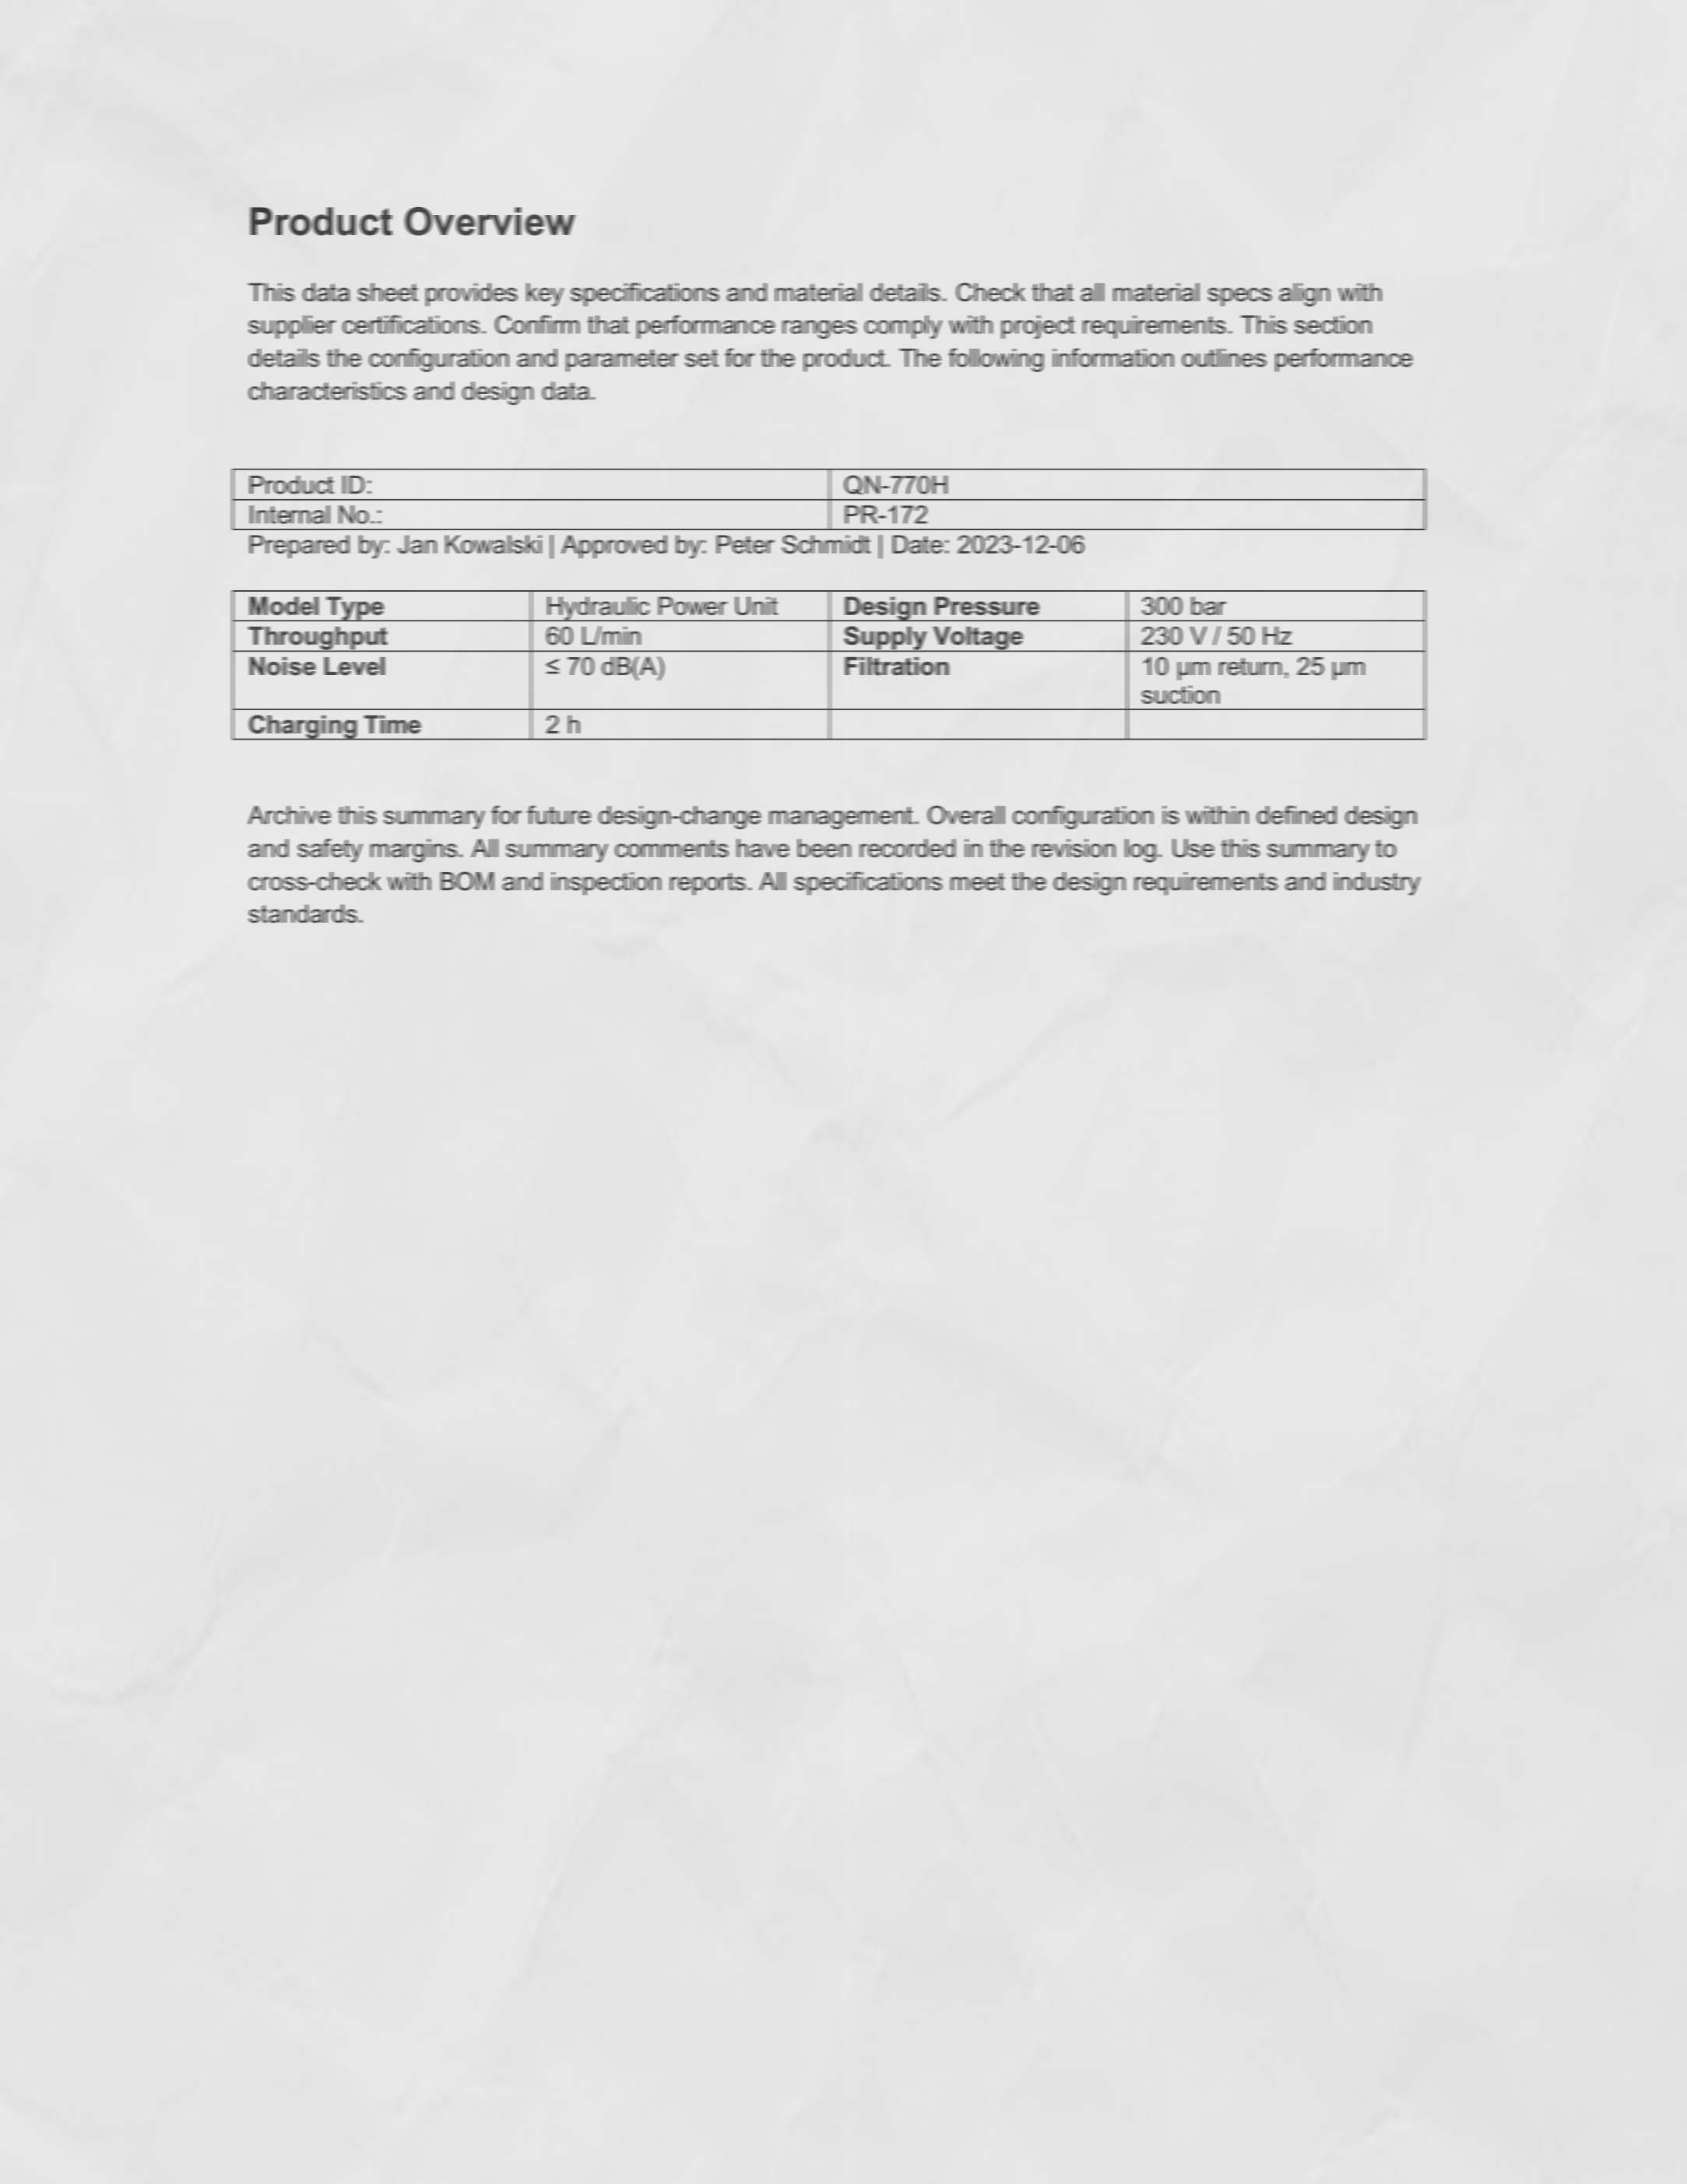 Product Overview
This data sheet provides key specifications and material details. Check that all material specs align with
supplier certifications. Confirm that performance ranges comply with project requirements. This section
details the configuration and parameter set for the product. The following information outlines performance
characteristics and design data.
Product ID: QN-770H
Internal No.: PR-172
Prepared by: Jan Kowalski | Approved by: Peter Schmidt | Date: 2023-12-06
Model Type Hydraulic Power Unit Design Pressure 300 bar
Throughput 60 L/min Supply Voltage 230 V / 50 Hz
Noise Level ≤ 70 dB(A) Filtration 10 µm return, 25 µm
suction
Charging Time 2 h
Archive this summary for future design-change management. Overall configuration is within defined design
and safety margins. All summary comments have been recorded in the revision log. Use this summary to
cross-check with BOM and inspection reports. All specifications meet the design requirements and industry
standards.